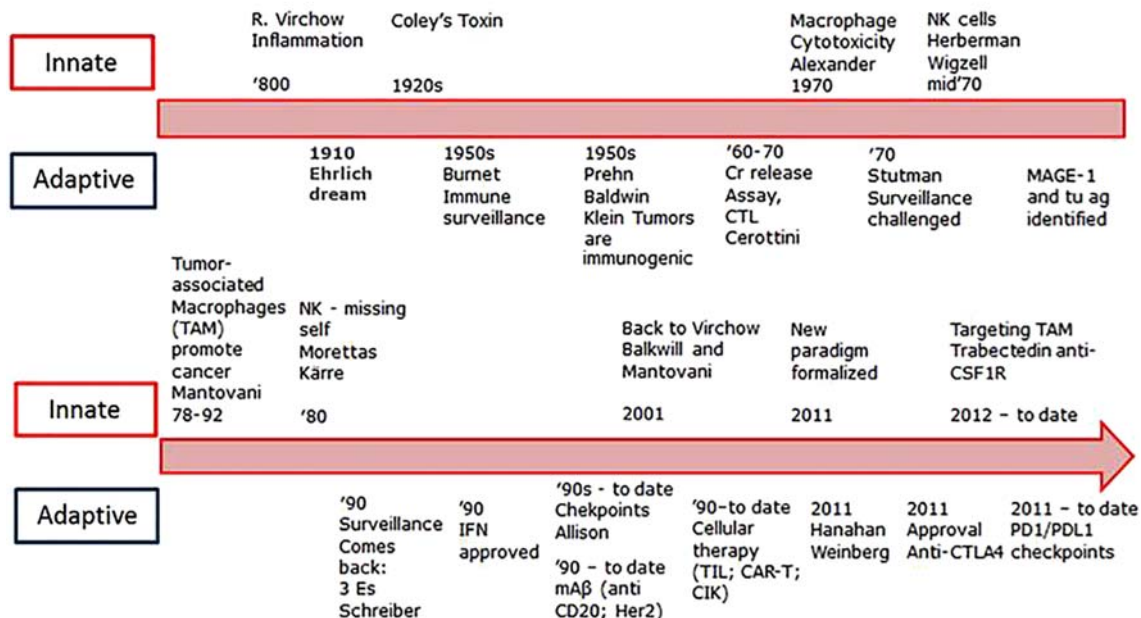 R. Virchow
Inflammation
'800
Coley's Toxin
1920s
Macrophage
Cytotoxicity
Alexander
1970
NK cells
Herberman
Wigzell
mid'70
Innate
Adaptive
1910
Ehrlich
dream
1950s
Burnet
Immune
surveillance
1950s
Prehn
Baldwin
Klein Tumors
are
immunogenic
'60-70
Cr release
Assay,
CTL
Cerottini
'70
Stutman
Surveillance
challenged
MAGE-1
and tu ag
identified
Tumor-
associated
Macrophages
(TAM)
promote
cancer
Mantovani
78-92
NK - missing
self
Morettas
Kärre
'80
Back to Virchow
Balkwill and
Mantovani
2001
New
paradigm
formalized
2011
Targeting TAM
Trabectedin anti-
CSF1R
2012 – to date
Innate
Adaptive
'90
Surveillance
Comes
back:
3 Es
Schreiber
'90
IFN
approved
'90s - to date
Chekpoints
Allison
'90 – to date
mAβ (anti
CD20; Her2)
'90–to date
Cellular
therapy
(TIL; CAR-T;
CIK)
2011
Hanahan
Weinberg
2011
Approval
Anti-CTLA4
2011 – to date
PD1/PDL1
checkpoints